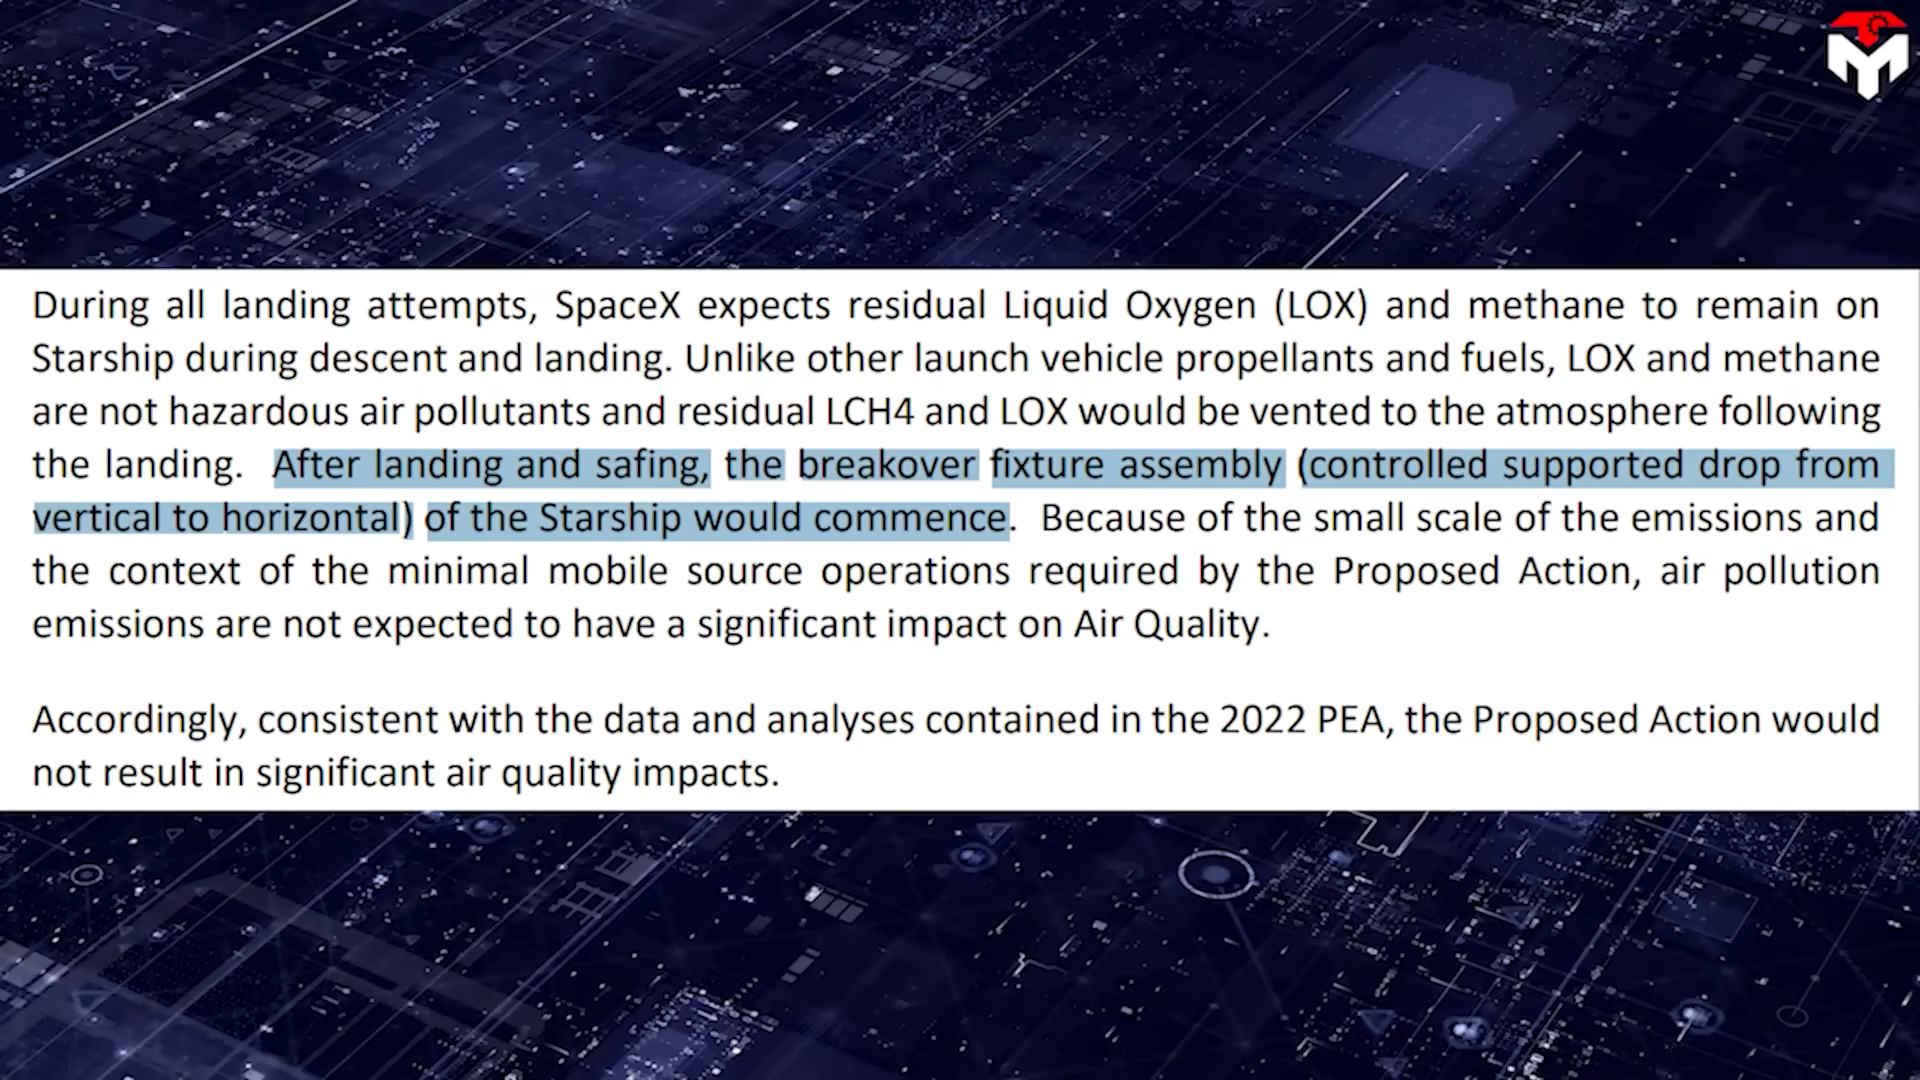 During all landing attempts, SpaceX expects residual Liquid Oxygen (LOX) and methane to remain on
Starship during descent and landing. Unlike other launch vehicle propellants and fuels, LOX and methane
are not hazardous air pollutants and residual LCH4 and LOX would be vented to the atmosphere following
the landing. After landing and safing, the breakover fixture assembly (controlled supported drop from
vertical to horizontal) of the Starship would commence. Because of the small scale of the emissions and
the context of the minimal mobile source operations required by the Proposed Action, air pollution
emissions are not expected to have a significant impact on Air Quality.
Accordingly, consistent with the data and analyses contained in the 2022 PEA, the Proposed Action would
not result in significant air quality impacts.